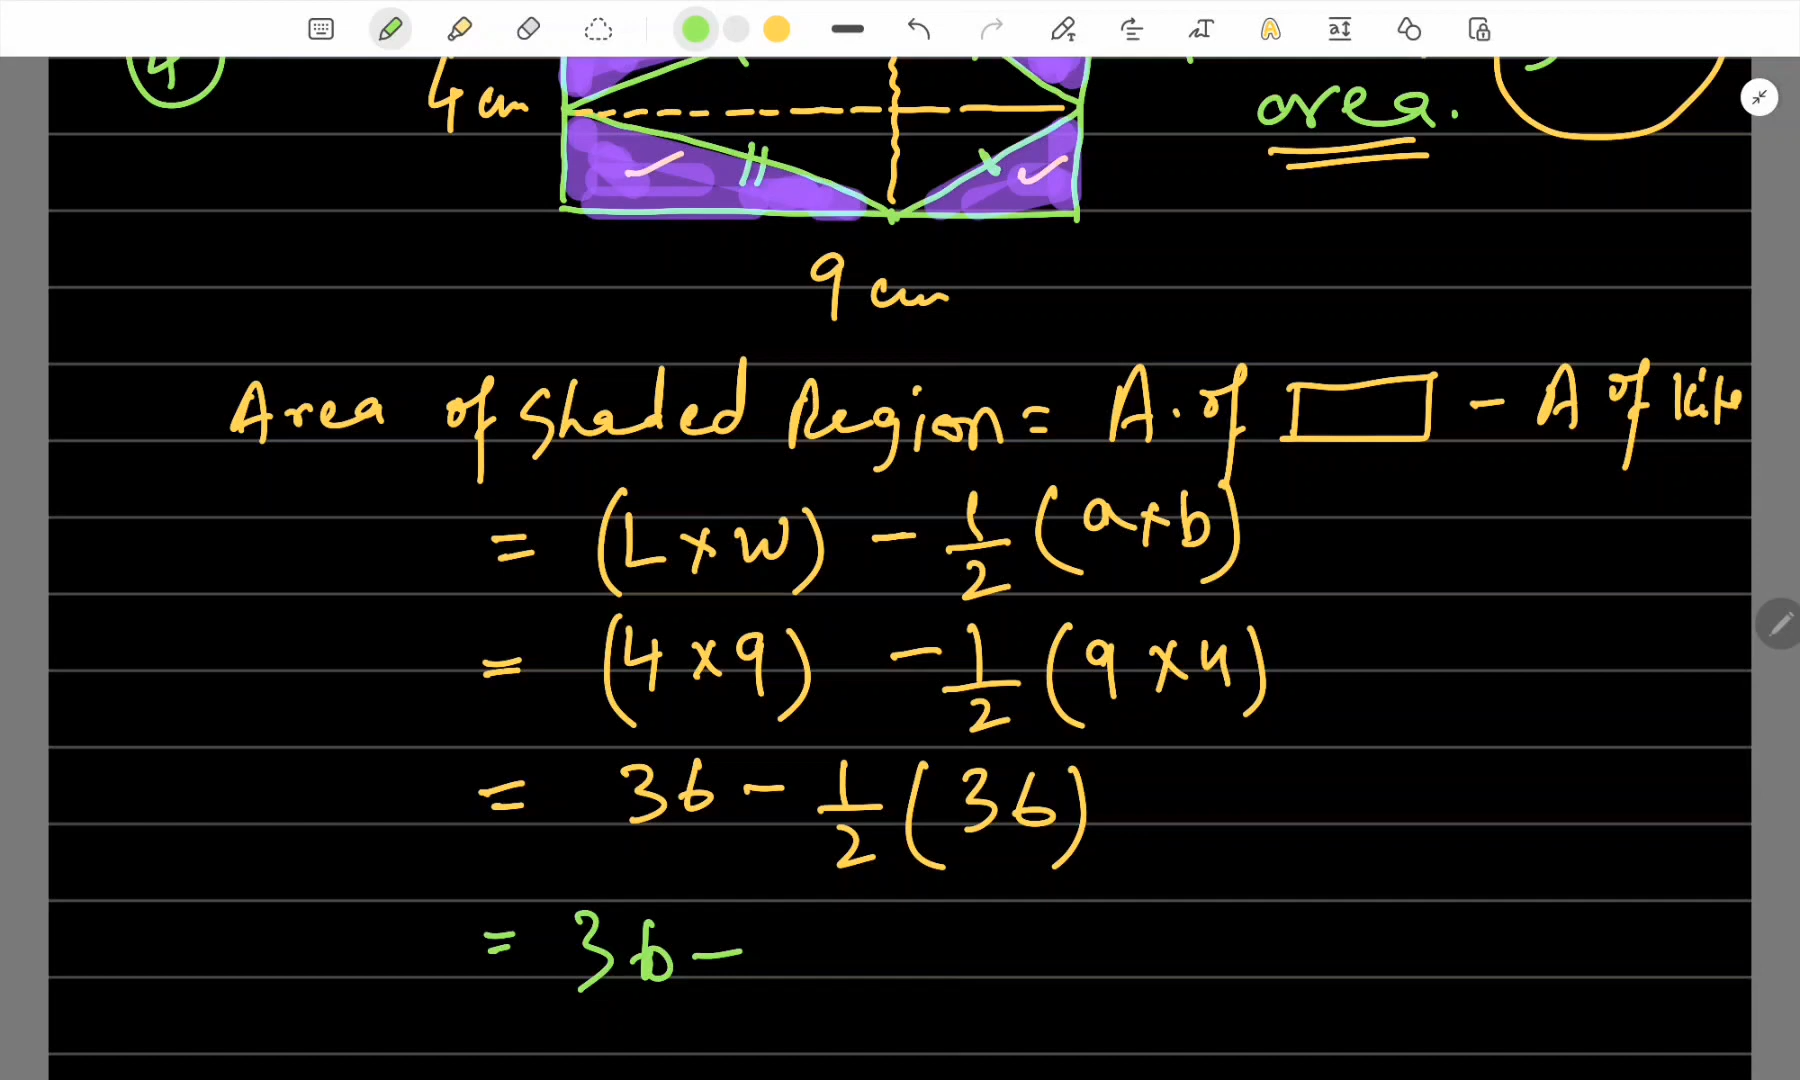 4
4 cm
area.
9 cm
Area of Shaded Region = A. of ▭ - A of kite
= (L × w) - 1/2 (a × b)
= (4 × 9) - 1/2 (9 × 4)
= 36 - 1/2 (36)
= 36 -